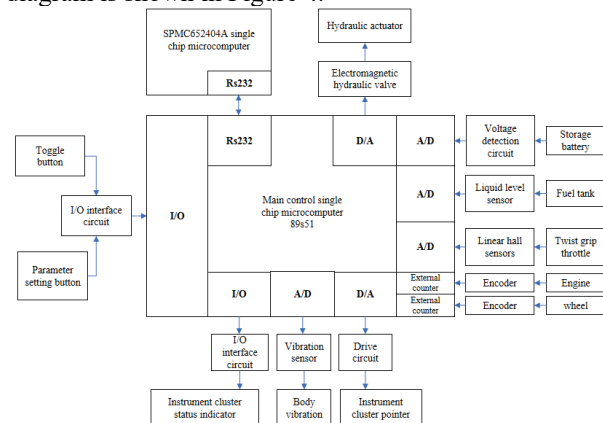 SPMC652404A single
chip microcomputer
Rs232
Hydraulic actuator
Electromagnetic
hydraulic valve
Toggle
button
I/O interface
circuit
Parameter
setting button
I/O
Rs232
D/A
A/D
Voltage
detection
circuit
Storage
battery
Main control single
chip microcomputer
89s51
A/D
Liquid level
sensor
Fuel tank
A/D
Linear hall
sensors
Twist grip
throttle
External
counter
Encoder
Engine
External
counter
Encoder
wheel
I/O
A/D
D/A
I/O
interface
circuit
Vibration
sensor
Drive
circuit
Instrument cluster
status indicator
Body
vibration
Instrument
cluster pointer